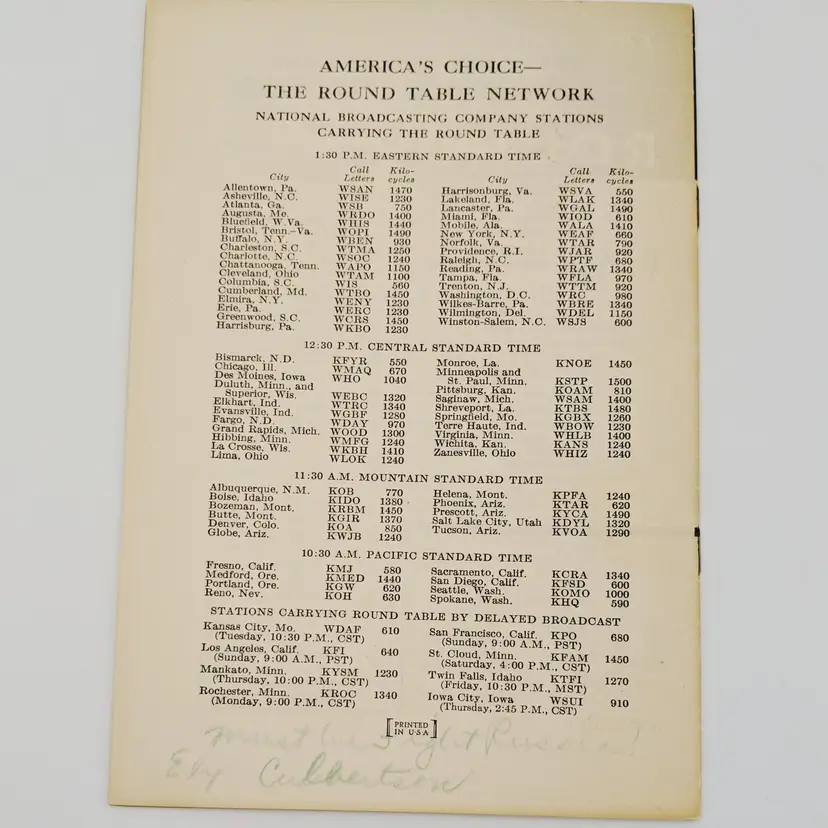 AMERICA'S CHOICE—
THE ROUND TABLE NETWORK
NATIONAL BROADCASTING COMPANY STATIONS
CARRYING THE ROUND TABLE
1:30 P.M. EASTERN STANDARD TIME
City Call Letters Kilo-cycles
Allentown, Pa. WSAN 1470
Asheville, N.C. WISE 1230
Atlanta, Ga. WSB 750
Augusta, Me. WRDO 1400
Bluefield, W.Va. WHIS 1440
Bristol, Tenn.-Va. WOPI 1490
Buffalo, N.Y. WBEN 930
Charleston, S.C. WTMA 1250
Charlotte, N.C. WSOC 1240
Chattanooga, Tenn. WAPO 1150
Cleveland, Ohio WTAM 1100
Columbia, S.C. WIS 560
Cumberland, Md. WTBO 1450
Elmira, N.Y. WENY 1230
Erie, Pa. WERC 1230
Greenwood, S.C. WCRS 1450
Harrisburg, Pa. WKBO 1230
City Call Letters Kilo-cycles
Harrisonburg, Va. WSVA 550
Lakeland, Fla. WLAK 1340
Lancaster, Pa. WGAL 1490
Miami, Fla. WIOD 610
Mobile, Ala. WALA 1410
New York, N.Y. WEAF 660
Norfolk, Va. WTAR 790
Providence, R.I. WJAR 920
Raleigh, N.C. WPTF 680
Reading, Pa. WRAW 1340
Tampa, Fla. WFLA 970
Trenton, N.J. WTTM 920
Washington, D.C. WRC 980
Wilkes-Barre, Pa. WBRE 1340
Wilmington, Del. WDEL 1150
Winston-Salem, N.C. WSJS 600
12:30 P.M. CENTRAL STANDARD TIME
Bismarck, N.D. KFYR 550
Chicago, Ill. WMAQ 670
Des Moines, Iowa WHO 1040
Duluth, Minn., and
Superior, Wis. WEBC 1320
Elkhart, Ind. WTRC 1340
Evansville, Ind. WGBF 1280
Fargo, N.D. WDAY 970
Grand Rapids, Mich. WOOD 1300
Hibbing, Minn. WMFG 1240
La Crosse, Wis. WKBH 1410
Lima, Ohio WLOK 1240
Monroe, La. KNOE 1450
Minneapolis and
St. Paul, Minn. KSTP 1500
Pittsburg, Kan. KOAM 810
Saginaw, Mich. WSAM 1400
Shreveport, La. KTBS 1480
Springfield, Mo. KGBX 1260
Terre Haute, Ind. WBOW 1230
Virginia, Minn. WHLB 1400
Wichita, Kan. KANS 1240
Zanesville, Ohio WHIZ 1240
11:30 A.M. MOUNTAIN STANDARD TIME
Albuquerque, N.M. KOB 770
Boise, Idaho KIDO 1380
Bozeman, Mont. KRBM 1450
Butte, Mont. KGIR 1370
Denver, Colo. KOA 850
Globe, Ariz. KWJB 1240
Helena, Mont. KPFA 1240
Phoenix, Ariz. KTAR 620
Prescott, Ariz. KYCA 1490
Salt Lake City, Utah KDYL 1320
Tucson, Ariz. KVOA 1290
10:30 A.M. PACIFIC STANDARD TIME
Fresno, Calif. KMJ 580
Medford, Ore. KMED 1440
Portland, Ore. KGW 620
Reno, Nev. KOH 630
Sacramento, Calif. KCRA 1340
San Diego, Calif. KFSD 600
Seattle, Wash. KOMO 1000
Spokane, Wash. KHQ 590
STATIONS CARRYING ROUND TABLE BY DELAYED BROADCAST
Kansas City, Mo. WDAF 610
(Tuesday, 10:30 P.M., CST)
Los Angeles, Calif. KFI 640
(Sunday, 9:00 A.M., PST)
Mankato, Minn. KYSM 1230
(Thursday, 10:00 P.M., CST)
Rochester, Minn. KROC 1340
(Monday, 9:00 P.M., CST)
San Francisco, Calif. KPO 680
(Sunday, 9:00 A.M., PST)
St. Cloud, Minn. KFAM 1450
(Saturday, 4:00 P.M., CST)
Twin Falls, Idaho KTFI 1270
(Friday, 10:30 P.M., MST)
Iowa City, Iowa WSUI 910
(Thursday, 2:45 P.M., CST)
[PRINTED
IN U·S·A]
Must we fight Russia?
Ely Culbertson